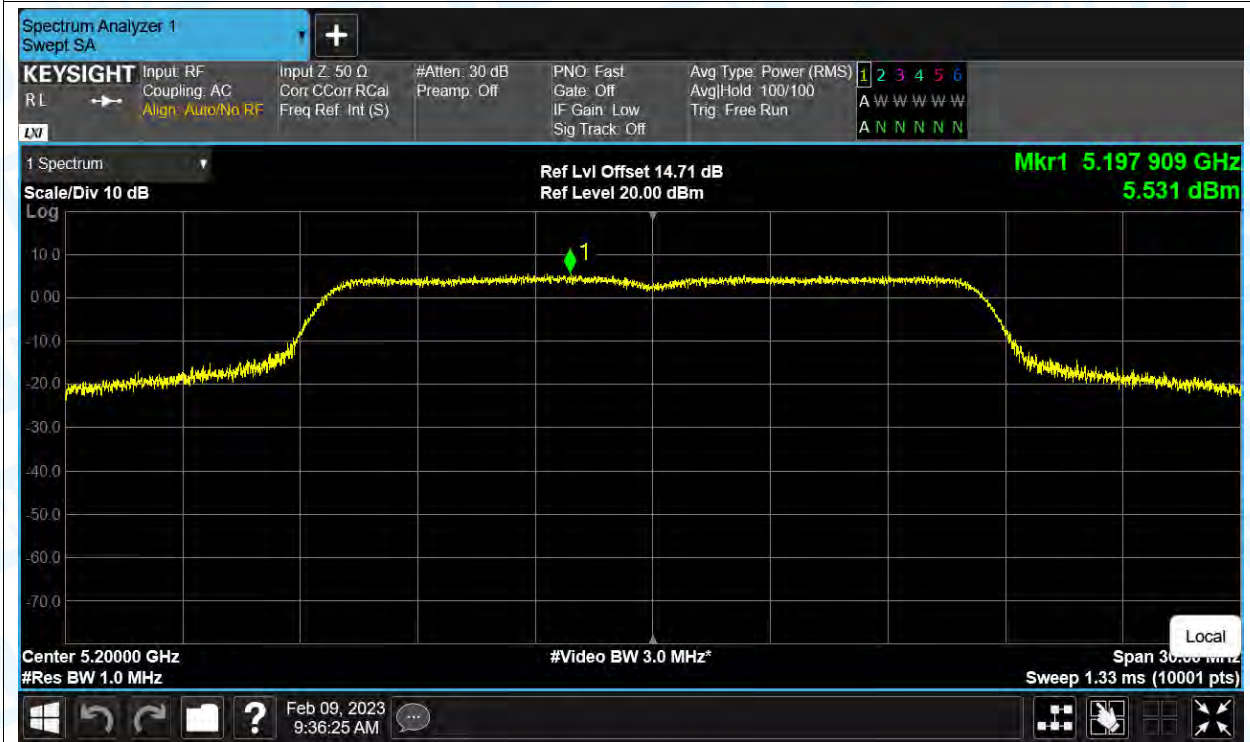 Spectrum Analyzer 1
Swept SA
+
KEYSIGHT
R L
LXI
Input: RF
Coupling: AC
Align: Auto/No RF
Input Z: 50 Ω
Corr CCorr RCal
Freq Ref: Int (S)
#Atten: 30 dB
Preamp: Off
PNO: Fast
Gate: Off
IF Gain: Low
Sig Track: Off
Avg Type: Power (RMS)
Avg|Hold: 100/100
Trig: Free Run
1 2 3 4 5 6
A W W W W W
A N N N N N
1 Spectrum
Scale/Div 10 dB
Ref Lvl Offset 14.71 dB
Ref Level 20.00 dBm
Mkr1 5.197 909 GHz
5.531 dBm
Log
1
10.0
0.00
-10.0
-20.0
-30.0
-40.0
-50.0
-60.0
-70.0
Local
Center 5.20000 GHz
#Video BW 3.0 MHz*
Span 30.00 MHz
#Res BW 1.0 MHz
Sweep 1.33 ms (10001 pts)
?
Feb 09, 2023
9:36:25 AM